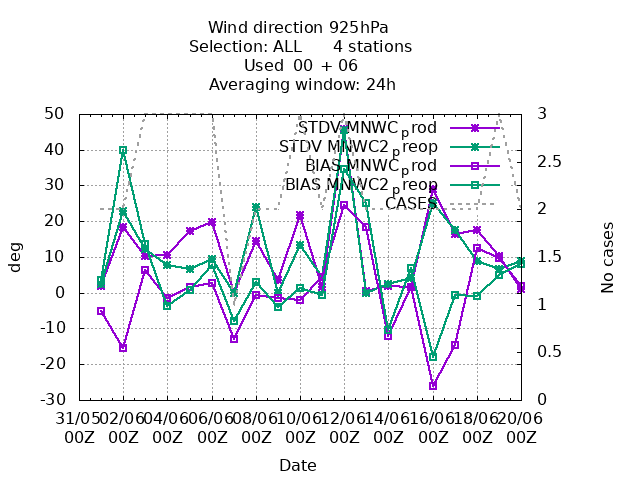 Wind direction 925hPa
Selection: ALL 4 stations
Used 00 + 06
Averaging window: 24h
50 3
STDV MNWC_prod
STDV MNWC2_preop
BIAS MNWC_prod
BIAS MNWC2_preop
CASES
40 2.5
30
20 2
10 1.5
0 1
-10
-20 0.5
-30 0
deg
No cases
31/05 02/06 04/06 06/06 08/06 10/06 12/06 14/06 16/06 18/06 20/06
00Z 00Z 00Z 00Z 00Z 00Z 00Z 00Z 00Z 00Z 00Z
Date